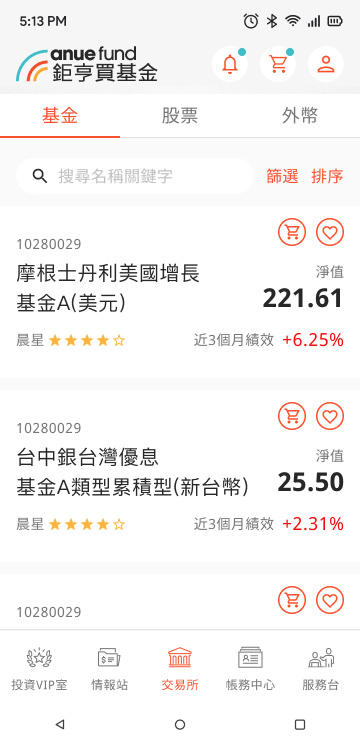 5:13 PM
anue fund
鉅亨買基金
基金 股票 外幣
搜尋名稱關鍵字 篩選 排序
10280029
摩根士丹利美國增長
基金A(美元)
淨值
221.61
晨星 近3個月績效 +6.25%
10280029
台中銀台灣優息
基金A類型累積型(新台幣)
淨值
25.50
晨星 近3個月績效 +2.31%
10280029
投資VIP室 情報站 交易所 帳務中心 服務台